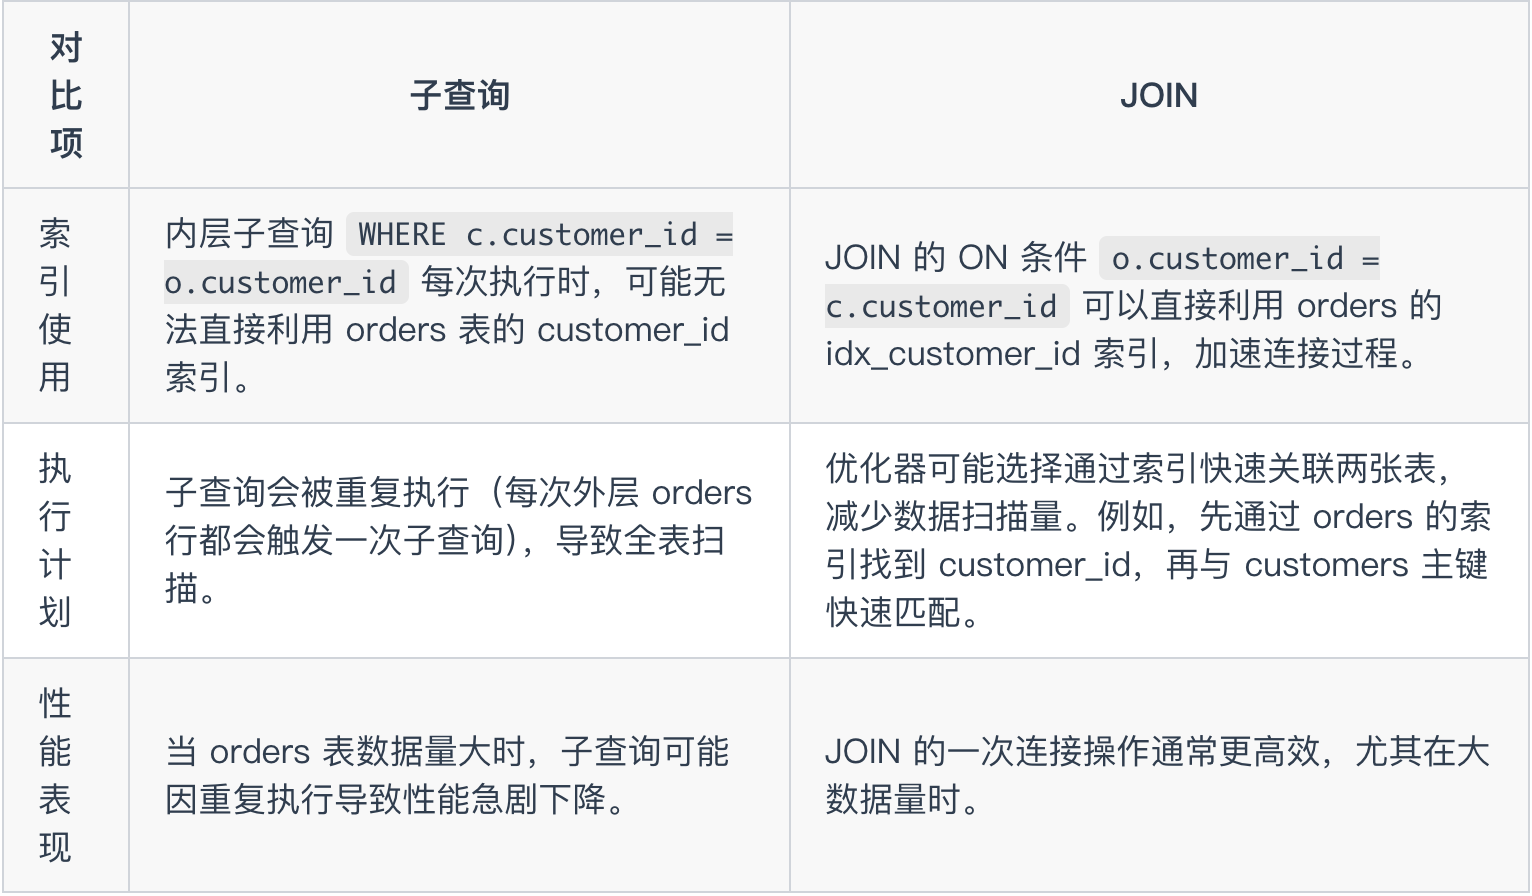 对
比
项
子查询
JOIN
索
引
使
用
内层子查询 WHERE c.customer_id =
o.customer_id 每次执行时，可能无
法直接利用 orders 表的 customer_id
索引。
JOIN 的 ON 条件 o.customer_id =
c.customer_id 可以直接利用 orders 的
idx_customer_id 索引，加速连接过程。
执
行
计
划
子查询会被重复执行（每次外层 orders
行都会触发一次子查询），导致全表扫
描。
优化器可能选择通过索引快速关联两张表，
减少数据扫描量。例如，先通过 orders 的索
引找到 customer_id，再与 customers 主键
快速匹配。
性
能
表
现
当 orders 表数据量大时，子查询可能
因重复执行导致性能急剧下降。
JOIN 的一次连接操作通常更高效，尤其在大
数据量时。